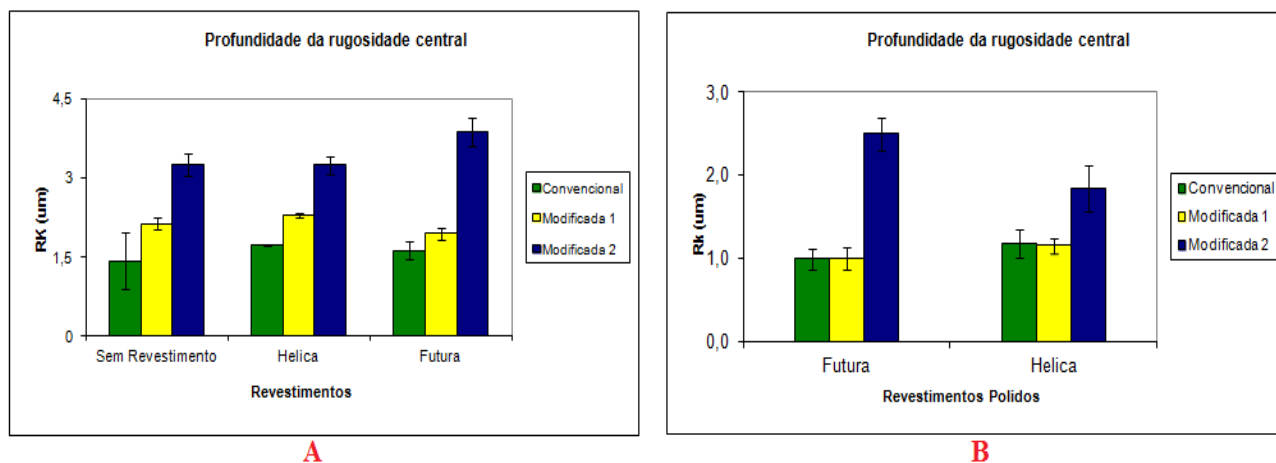 Profundidade da rugosidade central
RK (um)
4,5
3
1,5
0
Sem Revestimento Helica Futura
Revestimentos
Convencional
Modificada 1
Modificada 2
A
Profundidade da rugosidade central
Rk (um)
3,0
2,0
1,0
0,0
Futura Helica
Revestimentos Polidos
Convencional
Modificada 1
Modificada 2
B